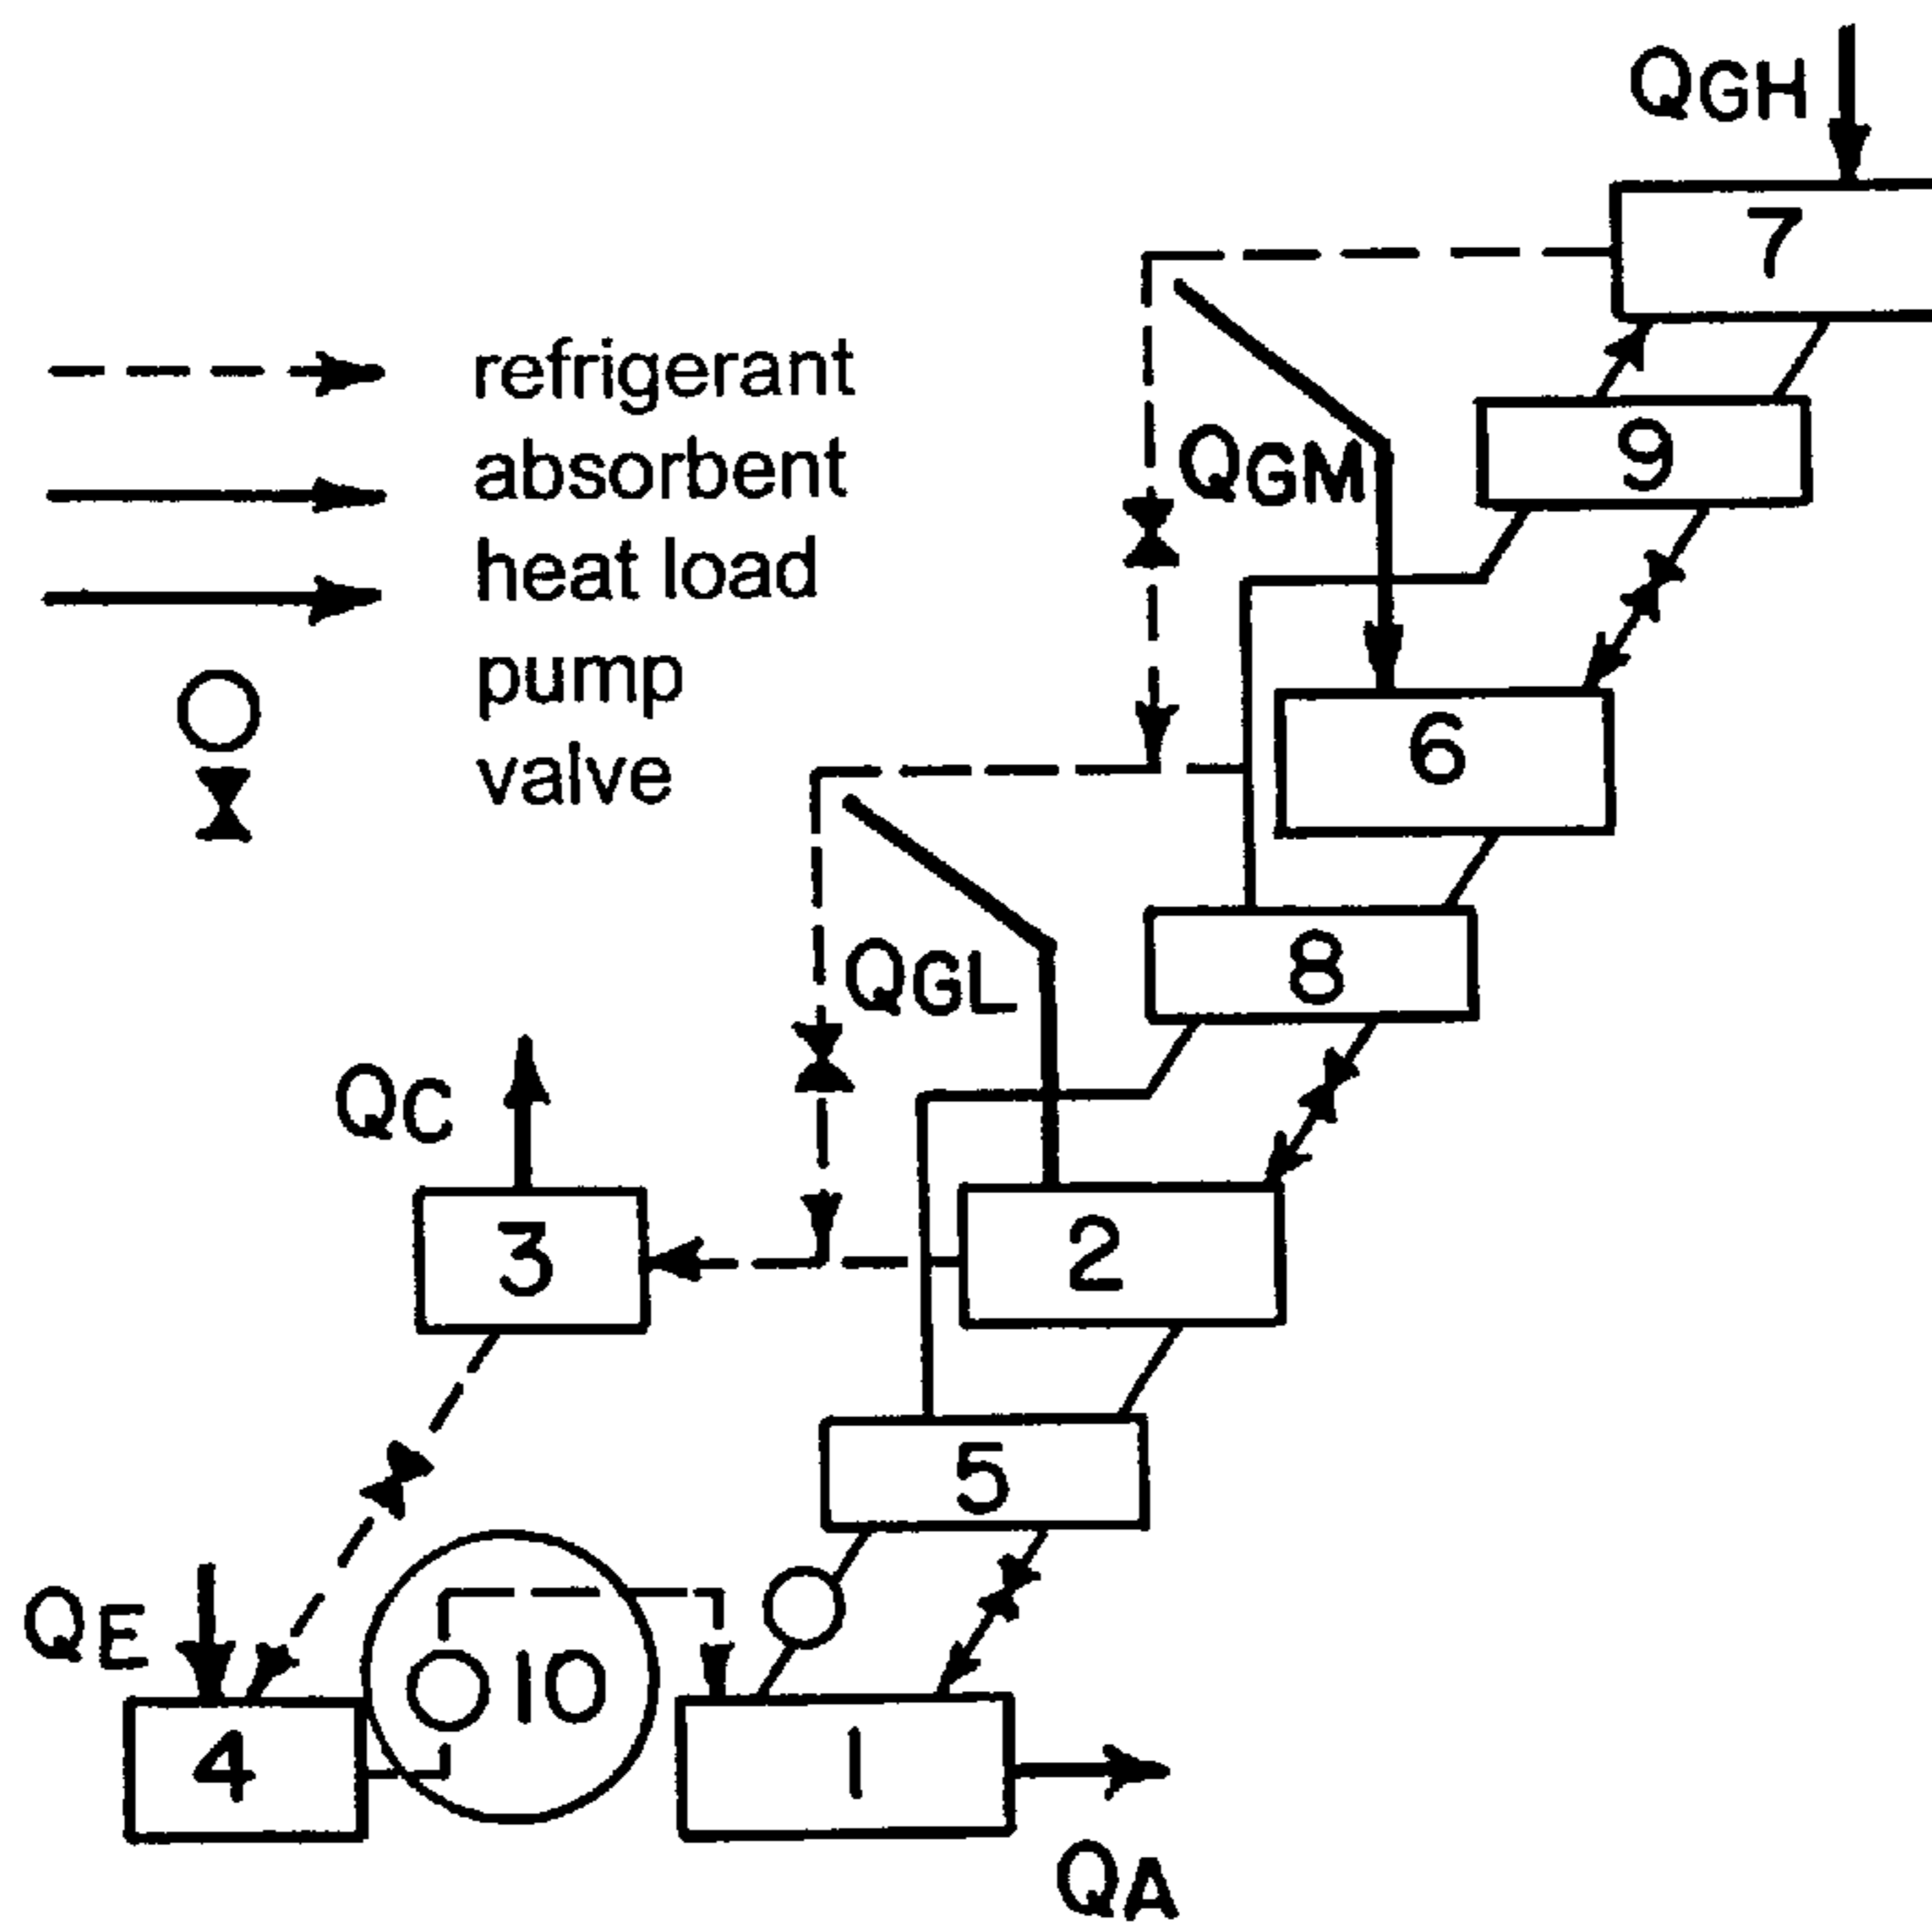 QGH
7
refrigerant
absorbent
heat load
pump
valve
QGM
9
6
QGL
8
QC
3
2
5
QE
10
4
1
QA